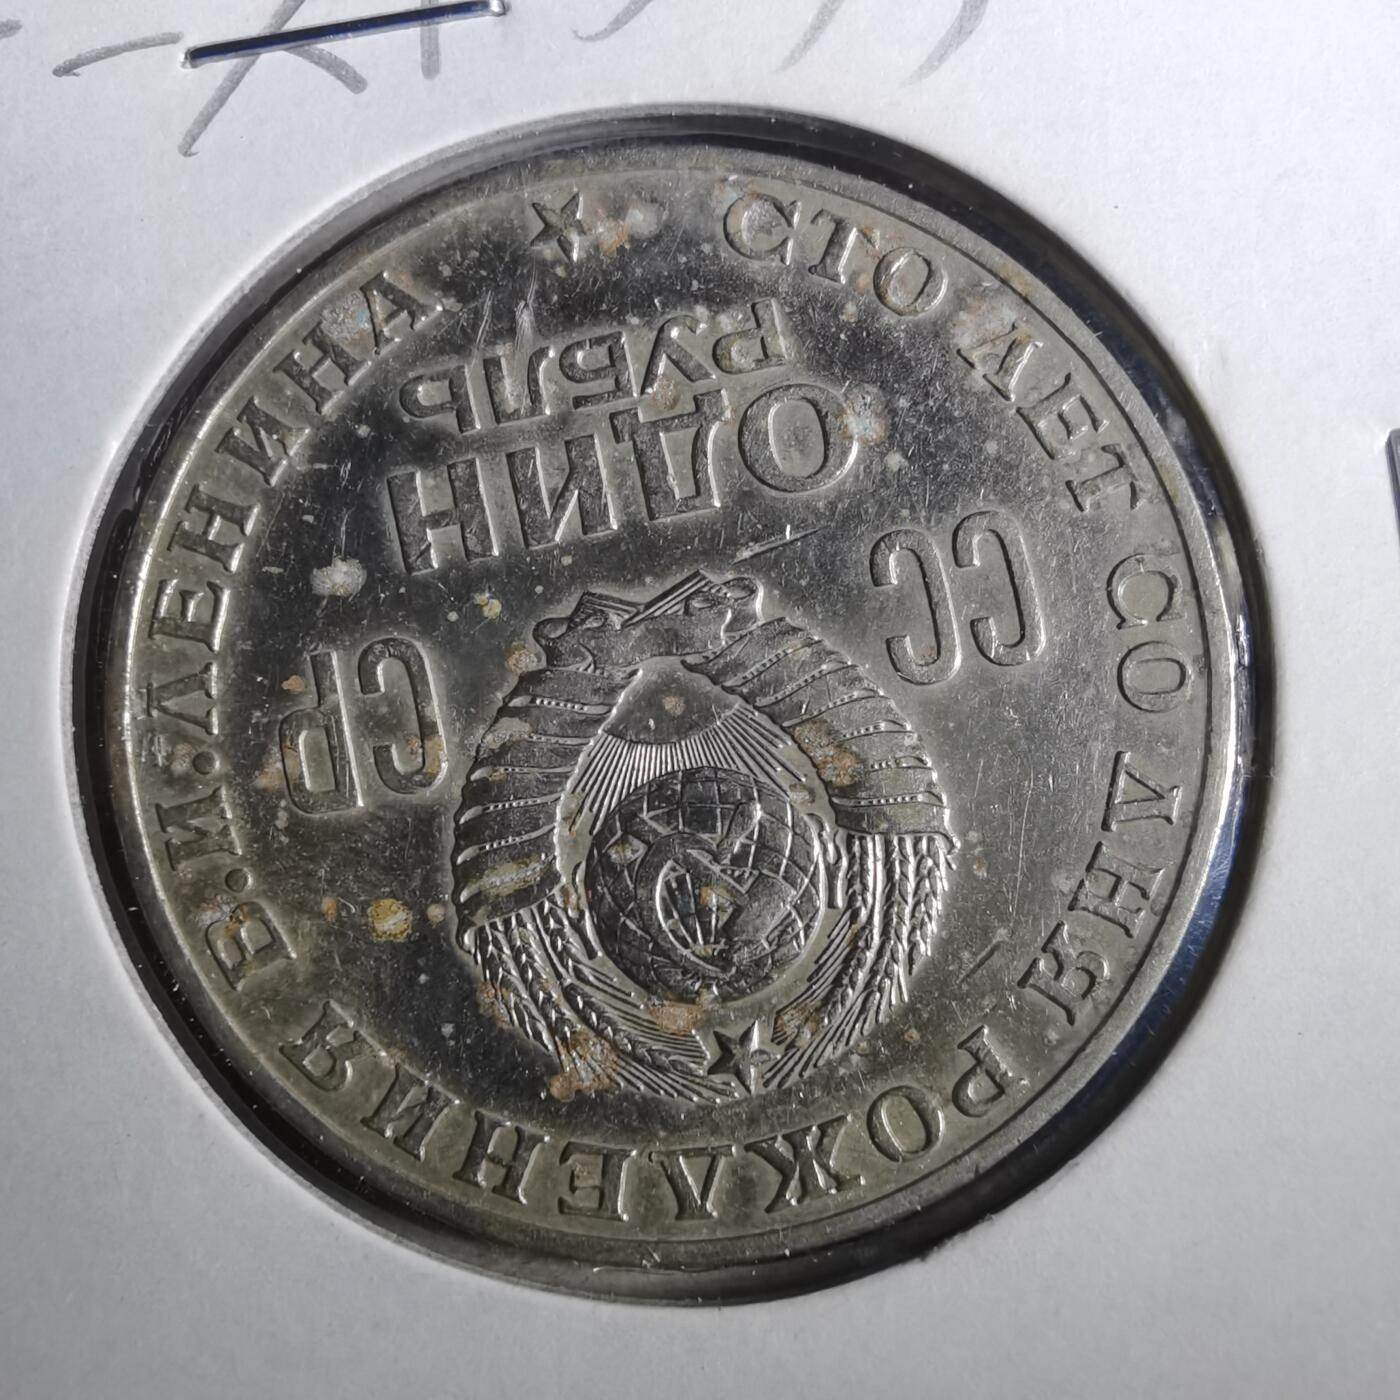 СТО ЛЕТ СО ДНЯ РОЖДЕНИЯ В.И.ЛЕНИНА
СС СР
ОДИН
РУБЛЬ